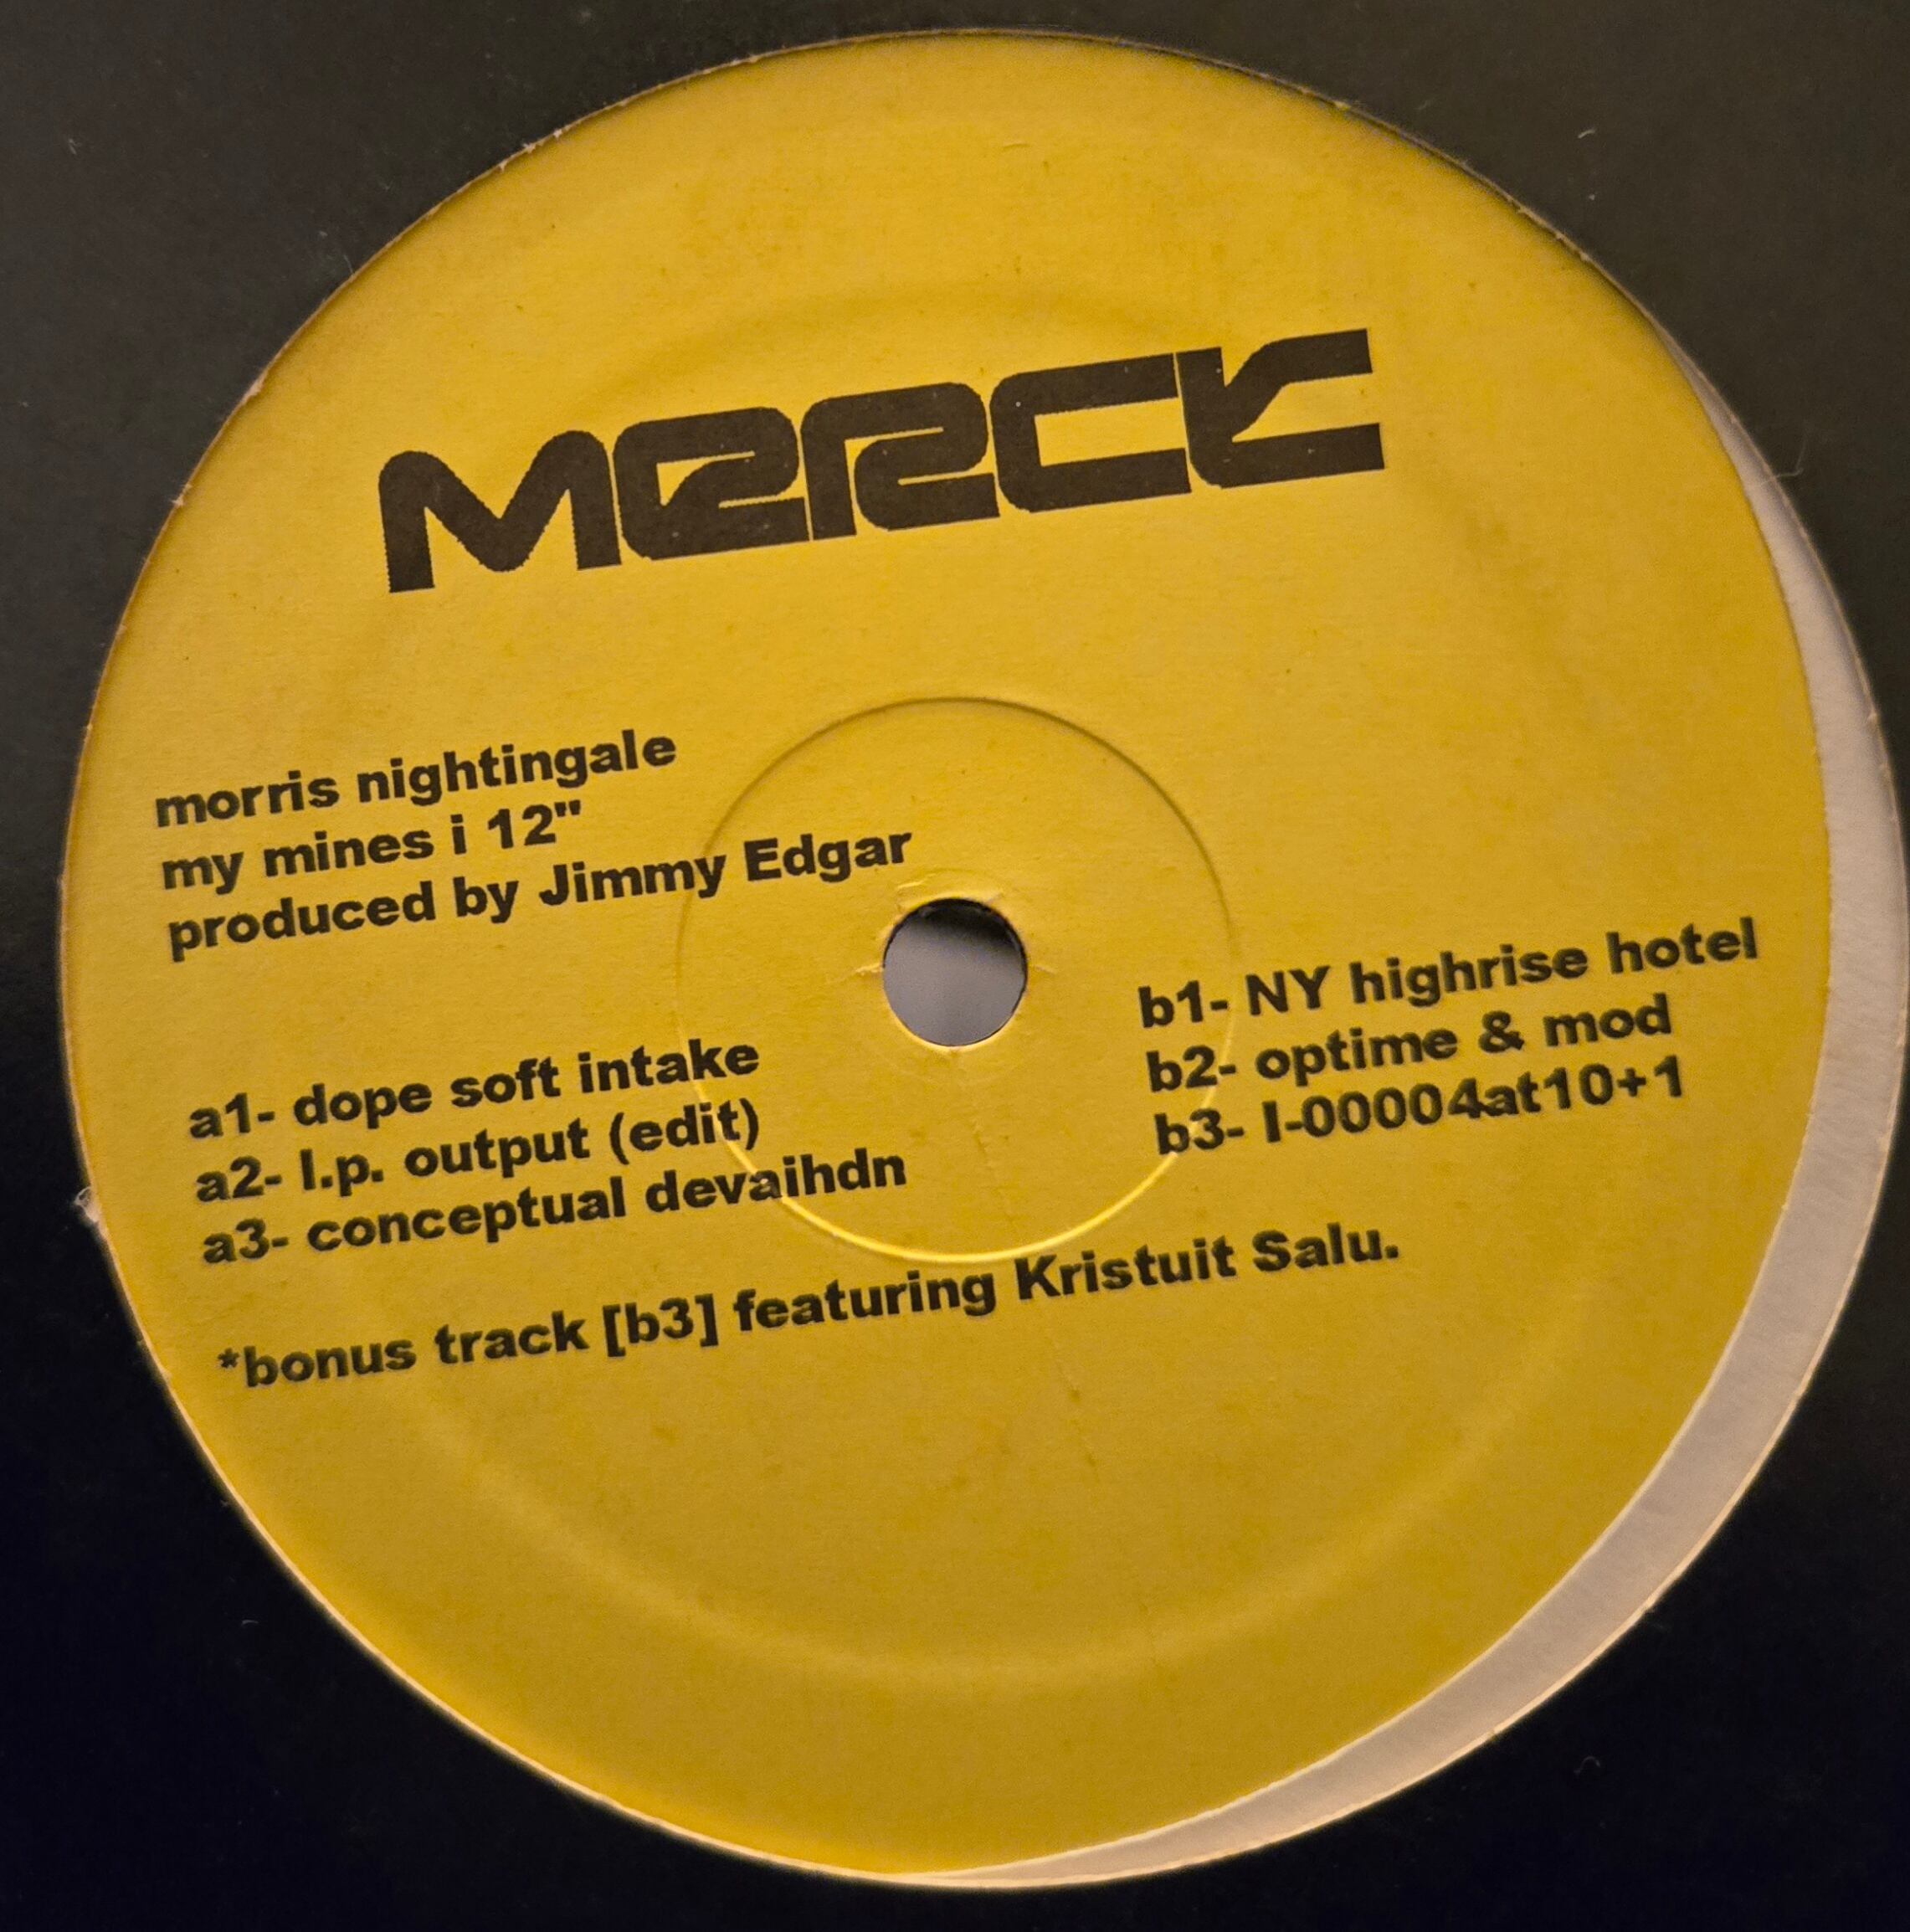 MERCK
morris nightingale
my mines i 12"
produced by Jimmy Edgar
a1- dope soft intake
a2- l.p. output (edit)
a3- conceptual devaihdn
b1- NY highrise hotel
b2- optime & mod
b3- I-00004at10+1
*bonus track [b3] featuring Kristuit Salu.